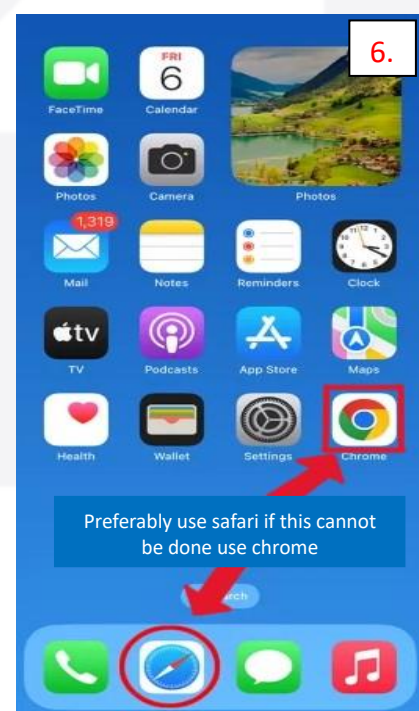 6.
FRI
6
FaceTime
Calendar
Photos
Camera
Photos
1,319
Mail
Notes
Reminders
Clock
tv
TV
Podcasts
App Store
Maps
Health
Wallet
Settings
Chrome
Preferably use safari if this cannot
be done use chrome
rch